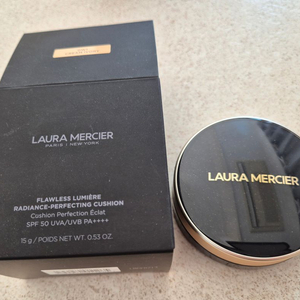 LAURA MERCIER
PARIS | NEW YORK
FLAWLESS LUMIÈRE
RADIANCE-PERFECTING CUSHION
Cushion Perfection Éclat
SPF 50 UVA/UVB PA++++
15 g / POIDS NET WT. 0.53 OZ.
LAURA MERCIER